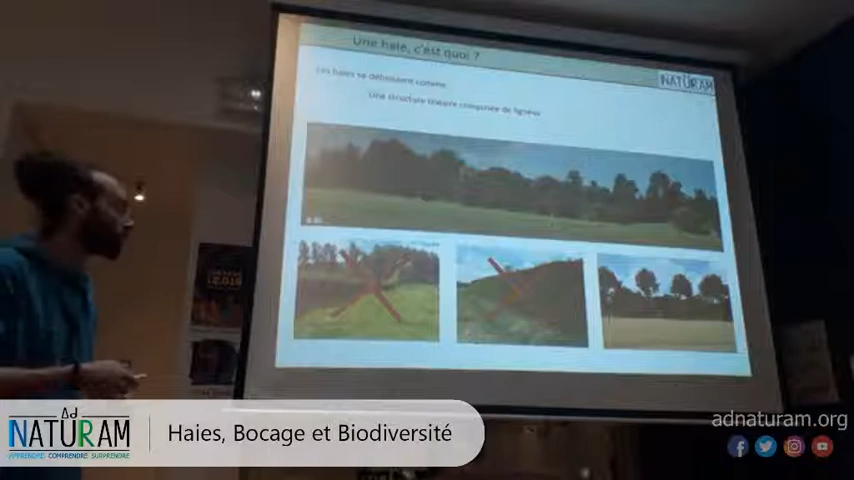 Une haie, c'est quoi ?
NATURAM
Les haies se définissent comme
Une structure linéaire composée de ligneux
Ad
NATURAM
APPRENDRE COMPRENDRE SURPRENDRE
Haies, Bocage et Biodiversité
adnaturam.org